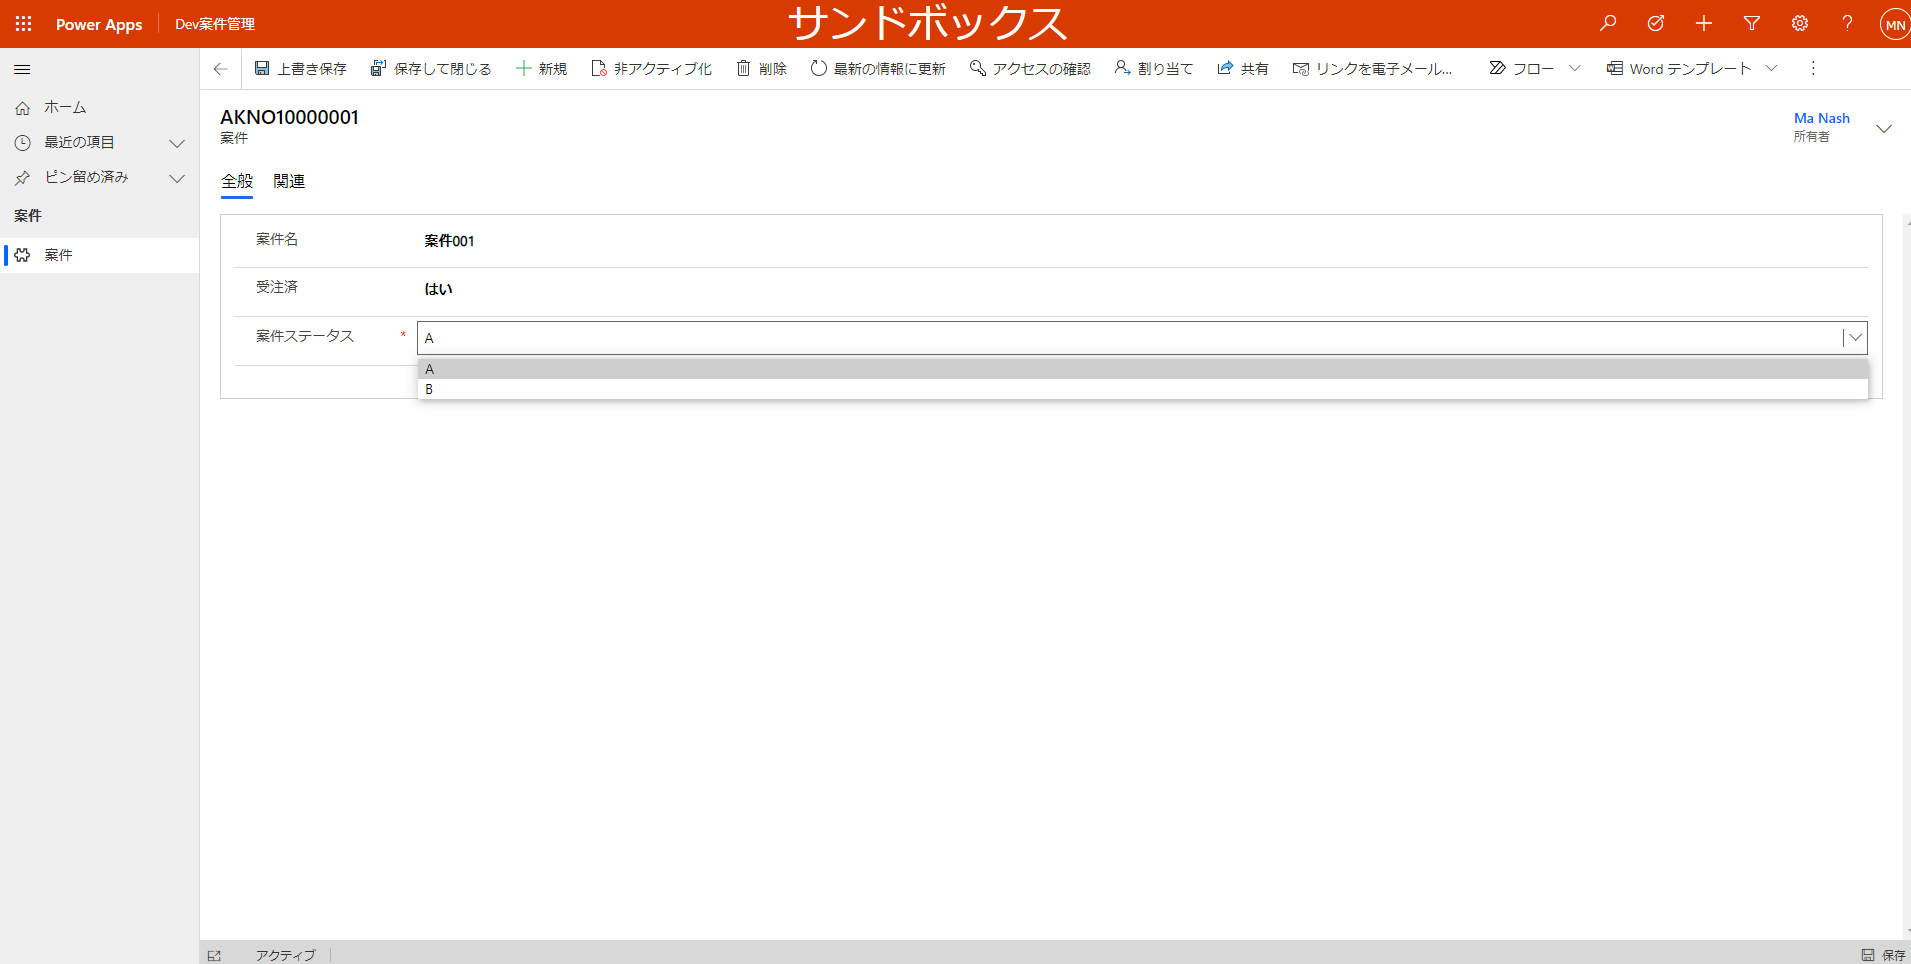 Power Apps
Dev案件管理
サンドボックス
MN
上書き保存
保存して閉じる
新規
非アクティブ化
削除
最新の情報に更新
アクセスの確認
割り当て
共有
リンクを電子メール...
フロー
Word テンプレート
ホーム
最近の項目
ピン留め済み
案件
案件
AKNO10000001
案件
Ma Nash
所有者
全般
関連
案件名
案件001
受注済
はい
案件ステータス
*
A
A
B
アクティブ
保存